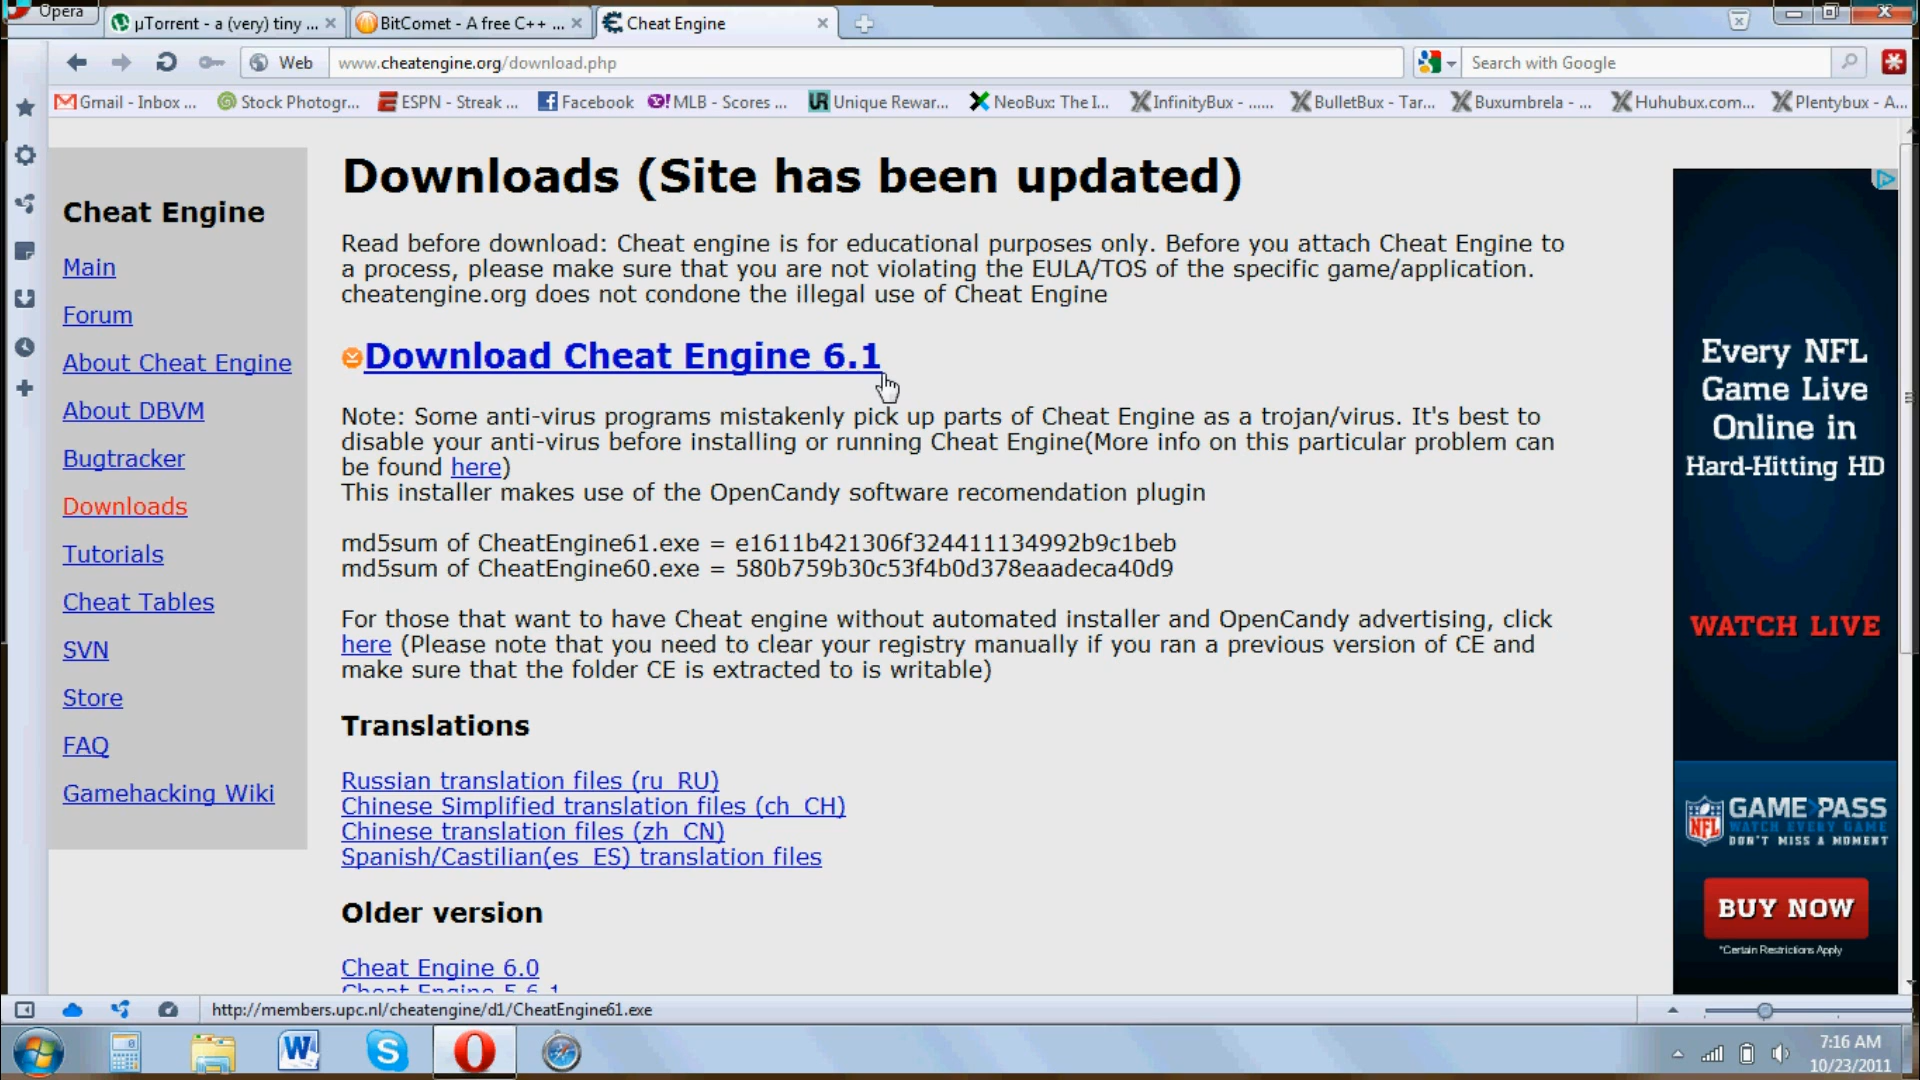 Opera
µTorrent - a (very) tiny ...
BitComet - A free C++ ...
Cheat Engine
Web
www.cheatengine.org/download.php
Search with Google
Gmail - Inbox ...
Stock Photogr...
ESPN - Streak ...
Facebook
MLB - Scores ...
Unique Rewar...
NeoBux: The I...
InfinityBux - ......
BulletBux - Tar...
Buxumbrela - ...
Huhubux.com...
Plentybux - A...
Cheat Engine
Main
Forum
About Cheat Engine
About DBVM
Bugtracker
Downloads
Tutorials
Cheat Tables
SVN
Store
FAQ
Gamehacking Wiki
Downloads (Site has been updated)
Read before download: Cheat engine is for educational purposes only. Before you attach Cheat Engine to
a process, please make sure that you are not violating the EULA/TOS of the specific game/application.
cheatengine.org does not condone the illegal use of Cheat Engine
Download Cheat Engine 6.1
Note: Some anti-virus programs mistakenly pick up parts of Cheat Engine as a trojan/virus. It's best to
disable your anti-virus before installing or running Cheat Engine(More info on this particular problem can
be found here)
This installer makes use of the OpenCandy software recomendation plugin
md5sum of CheatEngine61.exe = e1611b421306f324411134992b9c1beb
md5sum of CheatEngine60.exe = 580b759b30c53f4b0d378eaadeca40d9
For those that want to have Cheat engine without automated installer and OpenCandy advertising, click
here (Please note that you need to clear your registry manually if you ran a previous version of CE and
make sure that the folder CE is extracted to is writable)
Translations
Russian translation files (ru_RU)
Chinese Simplified translation files (ch_CH)
Chinese translation files (zh_CN)
Spanish/Castilian(es_ES) translation files
Older version
Cheat Engine 6.0
Cheat Engine 5.6.1
Every NFL
Game Live
Online in
Hard-Hitting HD
WATCH LIVE
NFL
GAME PASS
WATCH EVERY GAME
DON'T MISS A MOMENT
BUY NOW
*Certain Restrictions Apply
http://members.upc.nl/cheatengine/d1/CheatEngine61.exe
7:16 AM
10/23/2011